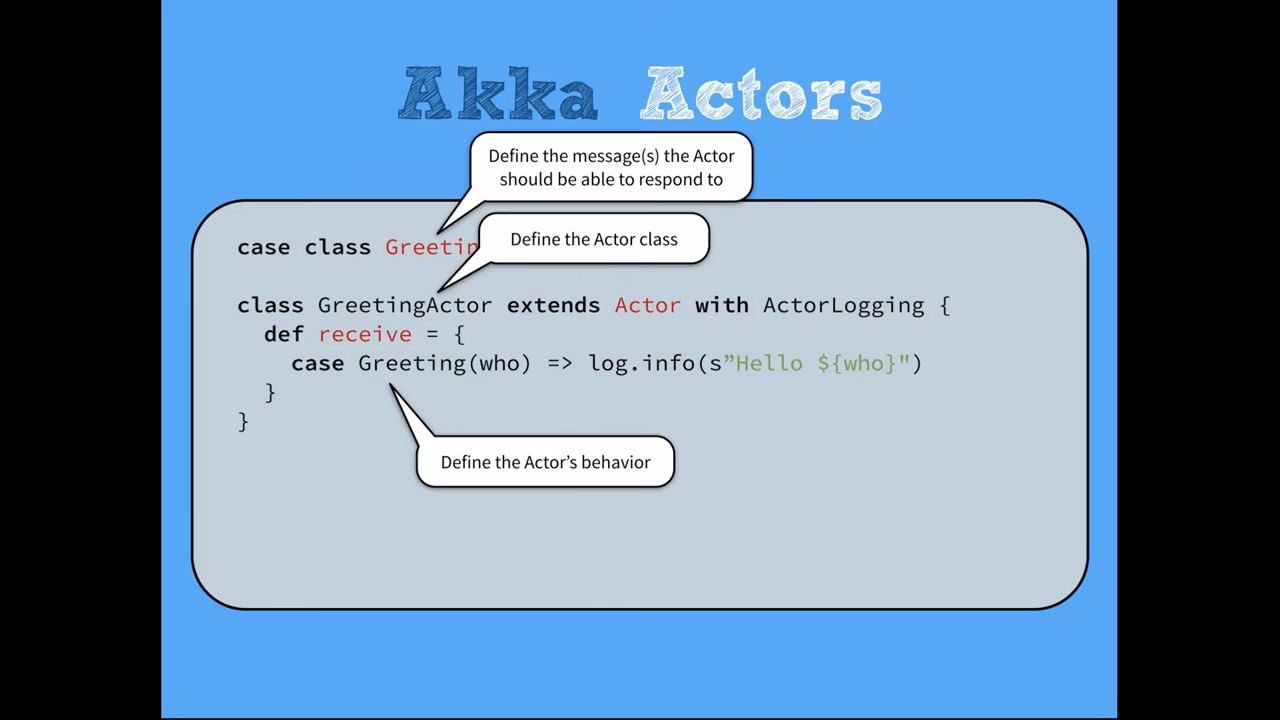 Akka Actors
Define the message(s) the Actor
should be able to respond to
case class Greetin
Define the Actor class
class GreetingActor extends Actor with ActorLogging {
def receive = {
case Greeting(who) => log.info(s”Hello ${who}")
}
}
Define the Actor’s behavior